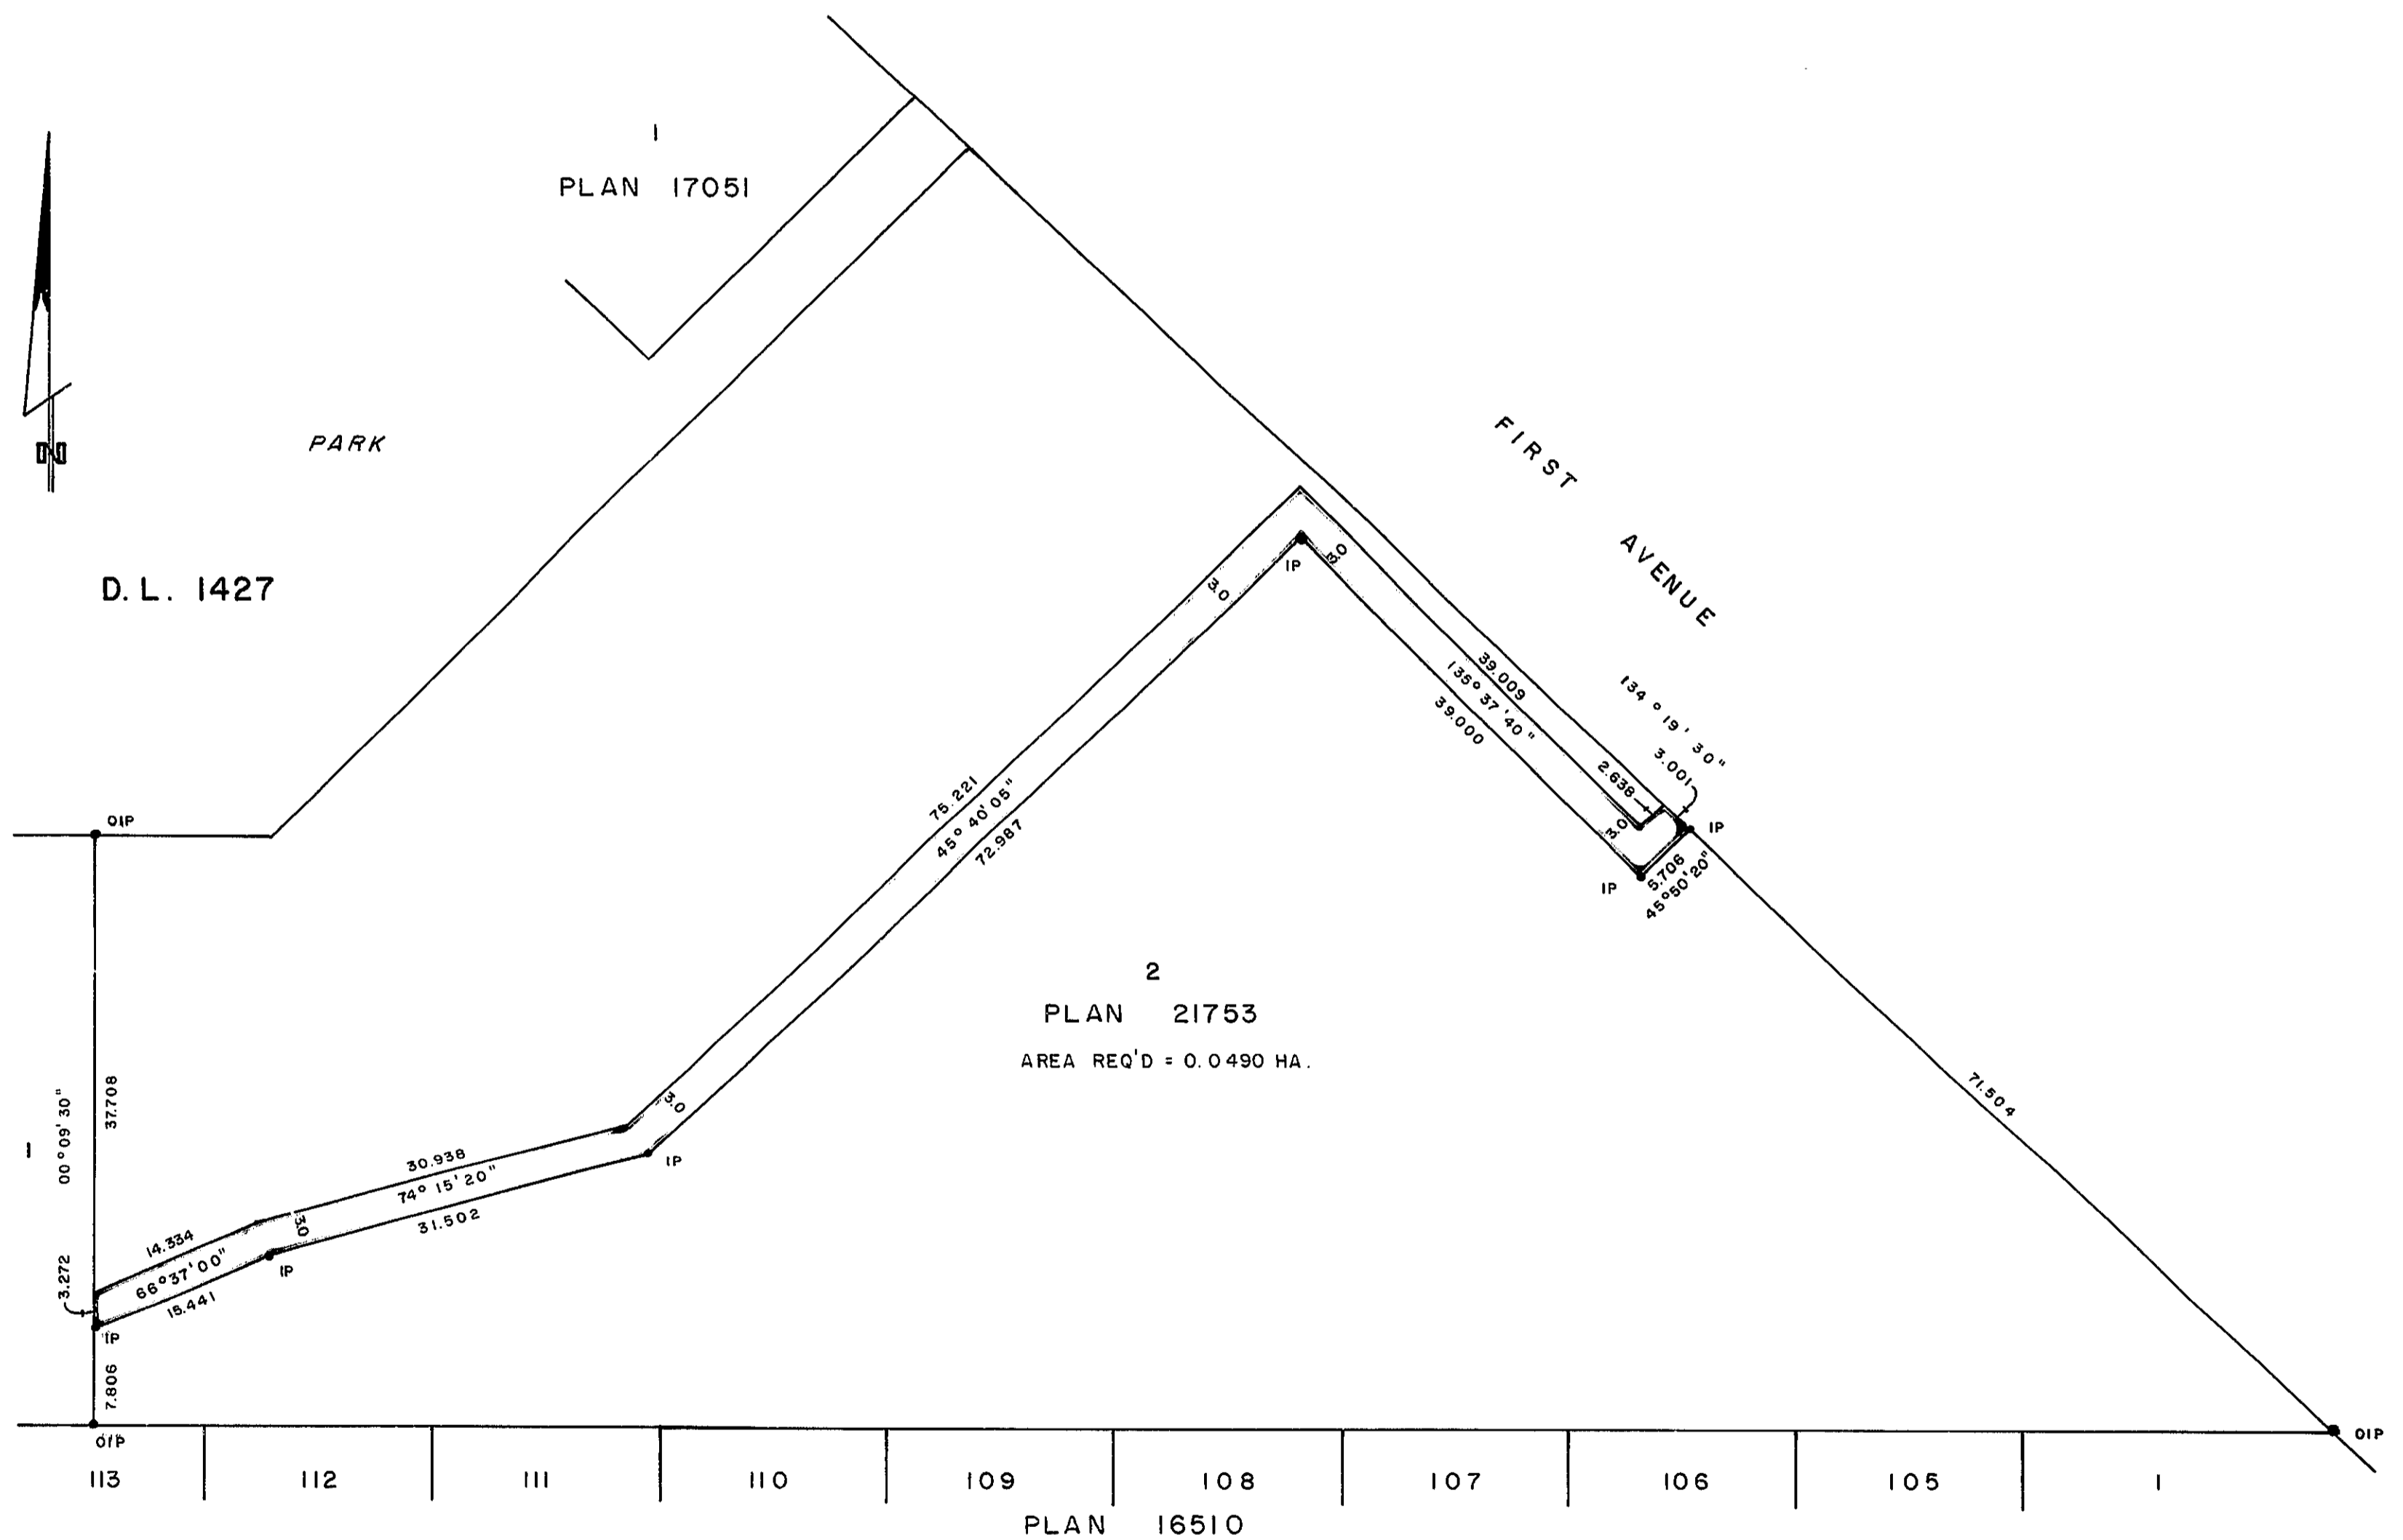 1
PLAN 17051
N
PARK
D.L. 1427
FIRST AVENUE
3.0
IP
3.0
39.009
135° 37' 40"
39.000
134° 19' 30"
3.001
2.638
3.0
IP
IP
5.706
45° 50' 20"
75.221
45° 40' 05"
72.987
OIP
2
PLAN 21753
AREA REQ'D = 0.0490 HA.
71.504
37.708
00° 09' 30"
1
3.0
IP
30.938
74° 15' 20"
31.502
3.0
IP
14.334
66° 37' 00"
15.441
3.272
IP
7.806
OIP
OIP
113 112 111 110 109 108 107 106 105 1
PLAN 16510